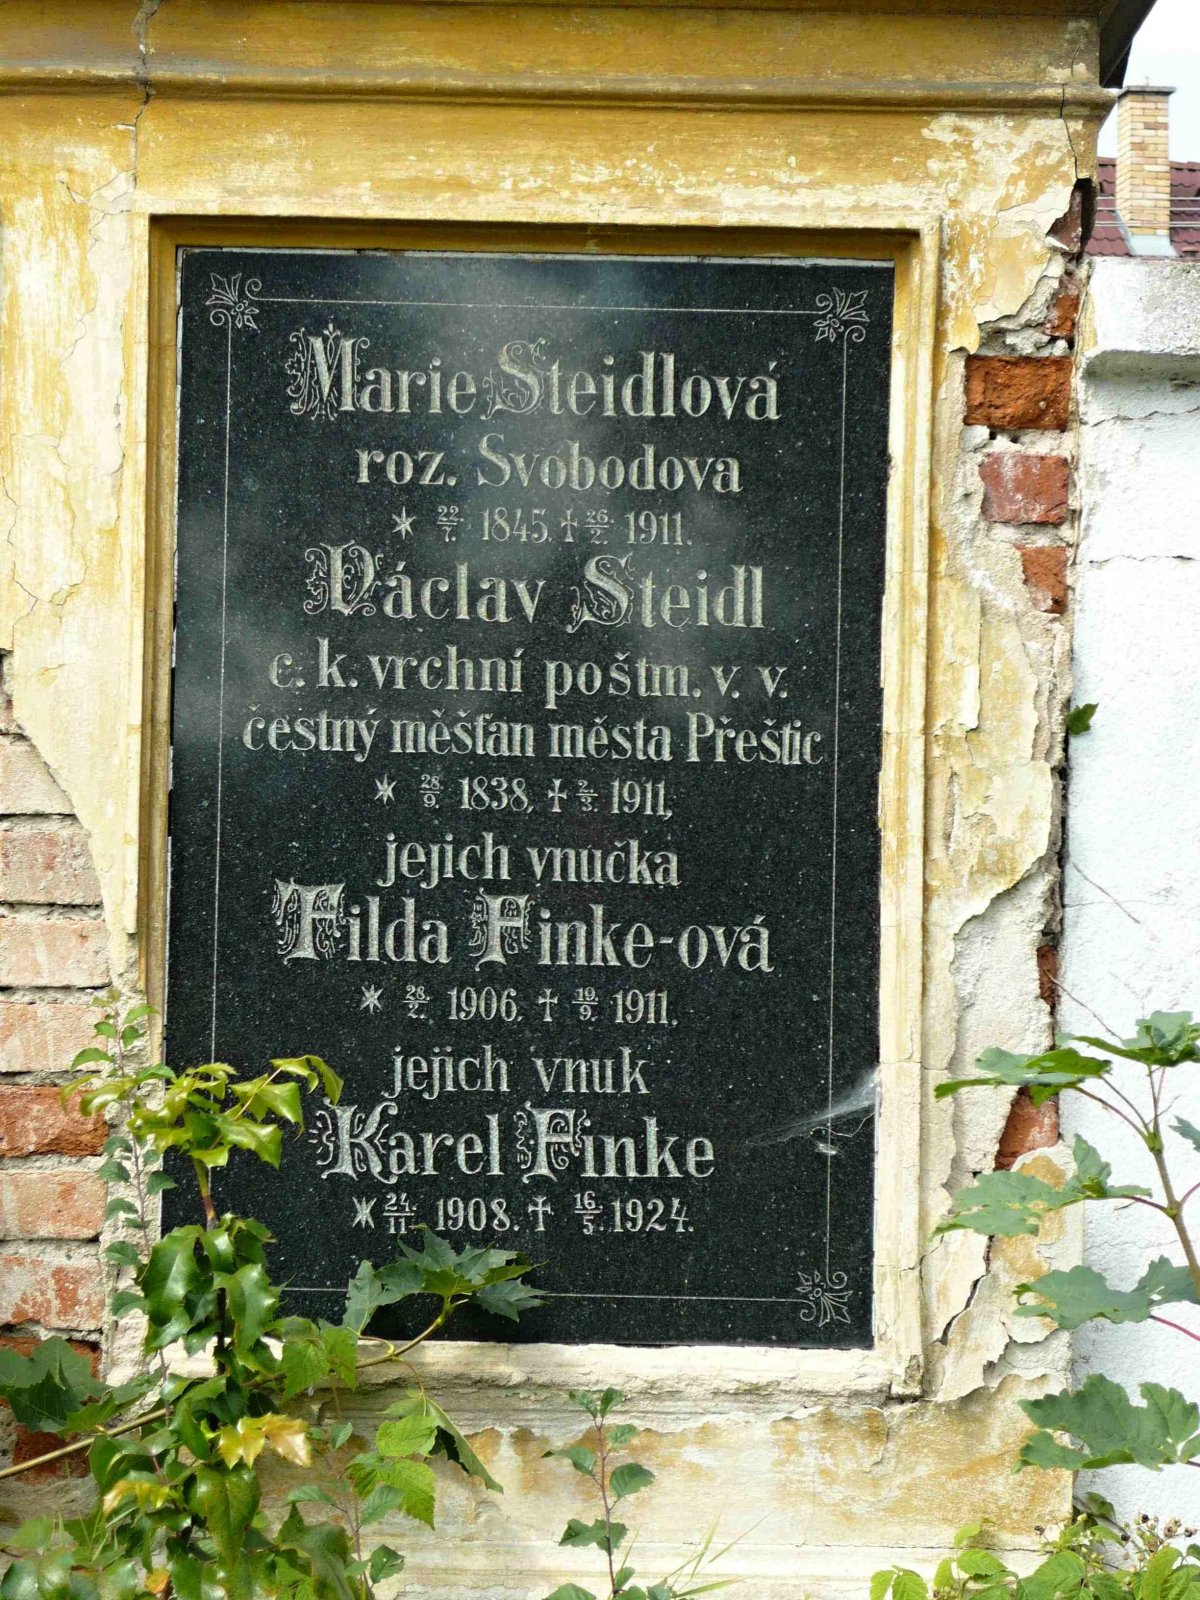 Marie Steidlová
roz. Svobodova
* 22./7. 1845. † 26./2. 1911.
Václav Steidl
c. k. vrchní poštm. v. v.
čestný měšťan města Přeštic
* 28./9. 1838, † 2./3. 1911,
jejich vnučka
Tilda Finke-ová
* 28./2. 1906. † 19./9. 1911.
jejich vnuk
Karel Finke
* 24./11. 1908. † 16./5. 1924.